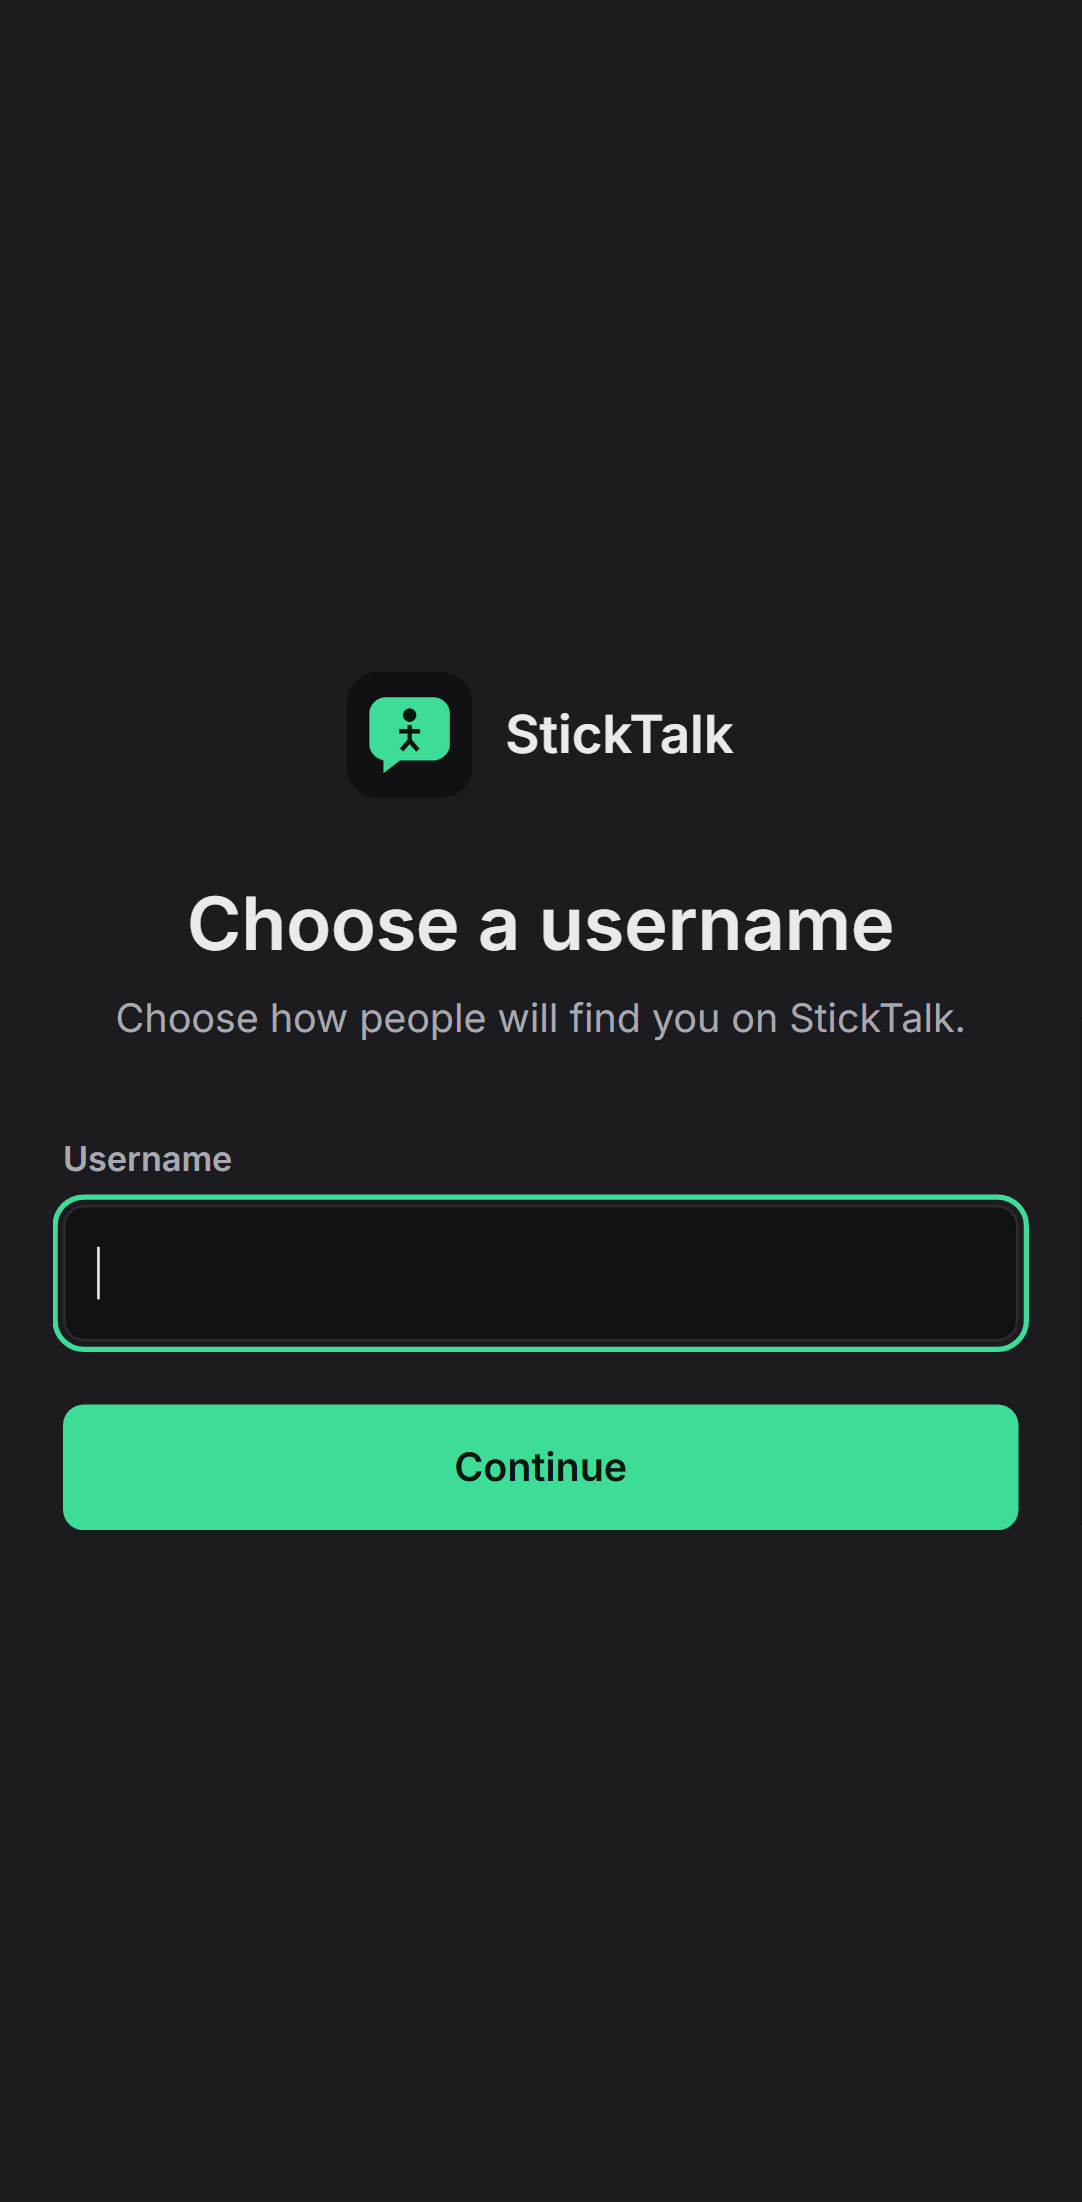 StickTalk
Choose a username
Choose how people will find you on StickTalk.
Username
Continue